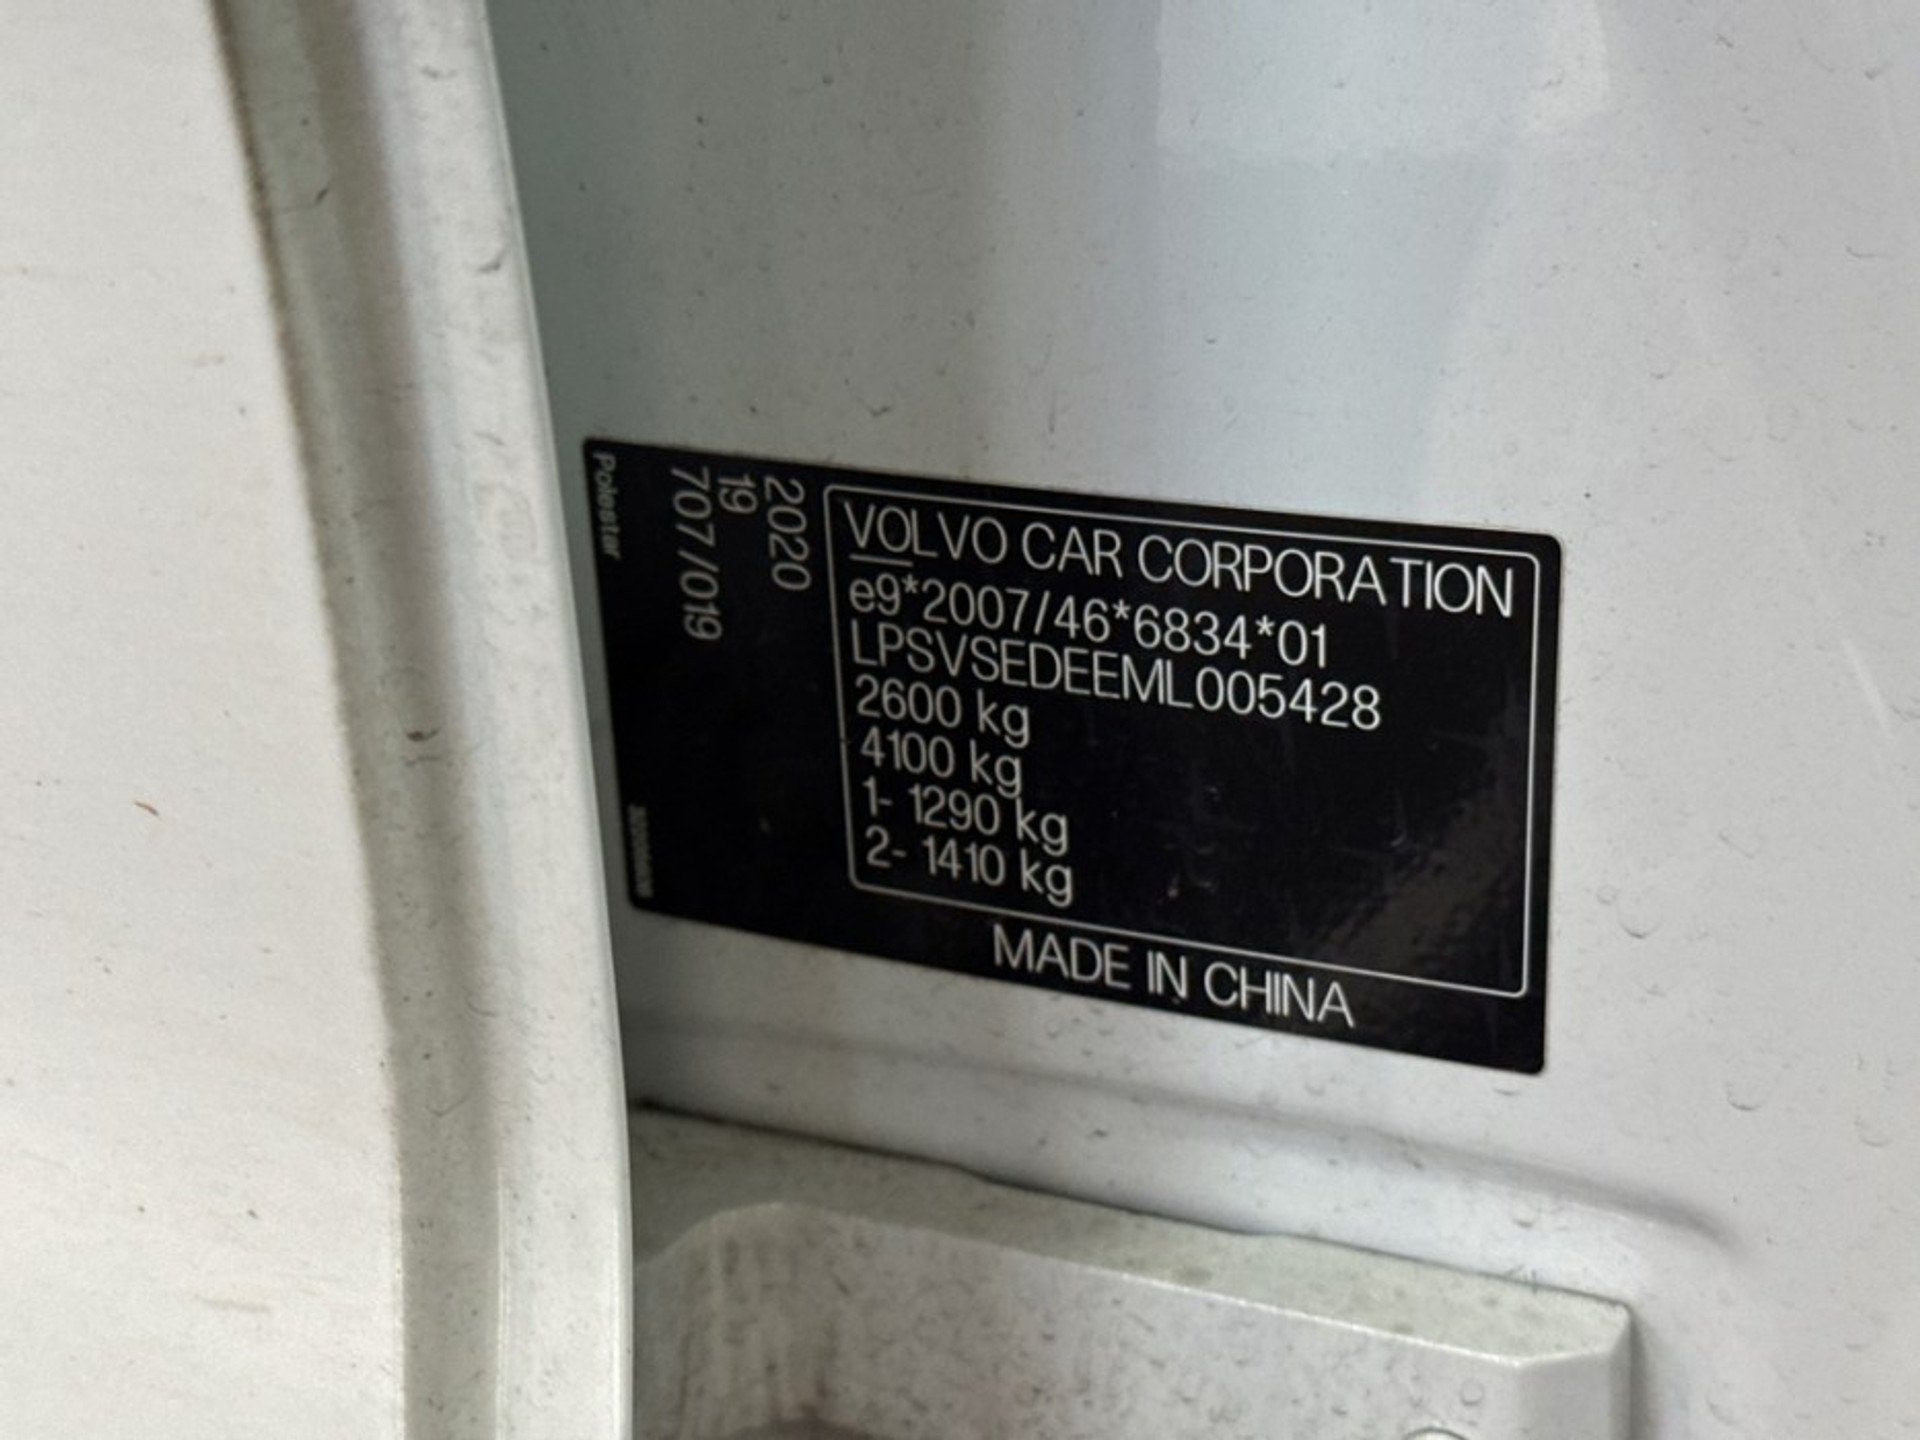 VOLVO CAR CORPORATION
e9*2007/46*6834*01
LPSVSEDEEML005428
2600 kg
4100 kg
1- 1290 kg
2- 1410 kg
MADE IN CHINA
2020
19
707/019
Polestar